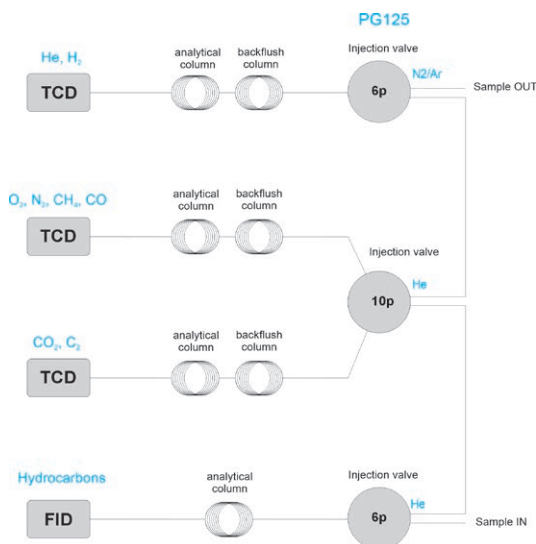 PG125
He, H₂
TCD
analytical
column
backflush
column
Injection valve
6p
N2/Ar
Sample OUT
O₂, N₂, CH₄, CO
TCD
analytical
column
backflush
column
Injection valve
10p
He
CO₂, C₂
TCD
analytical
column
backflush
column
Hydrocarbons
FID
analytical
column
Injection valve
6p
He
Sample IN